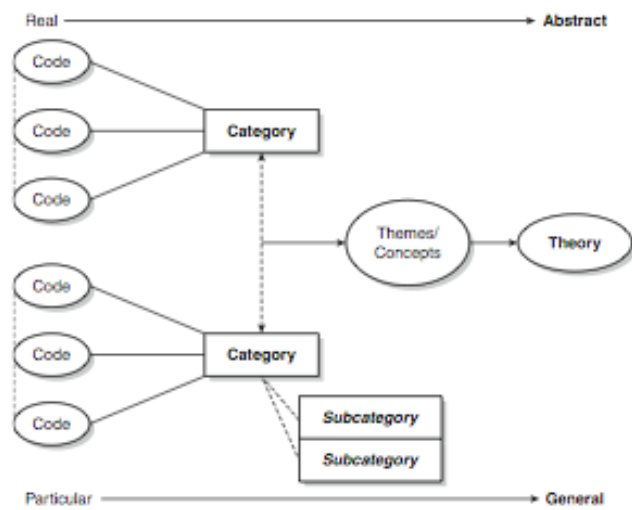 Real
Abstract
Code
Code
Category
Code
Themes/
Concepts
Theory
Code
Code
Category
Code
Subcategory
Subcategory
Particular
General